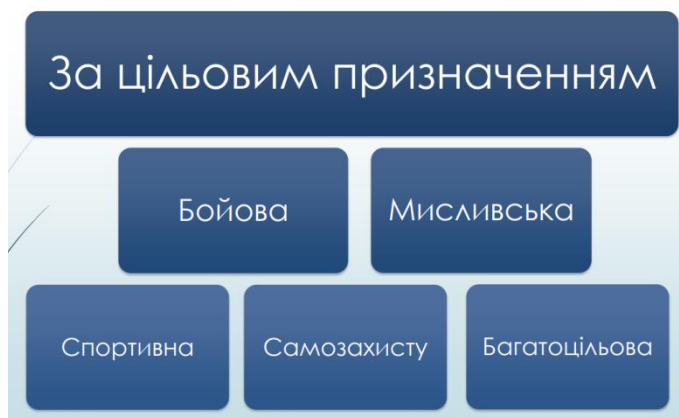 За цільовим призначенням
Бойова
Мисливська
Спортивна
Самозахисту
Багатоцільова